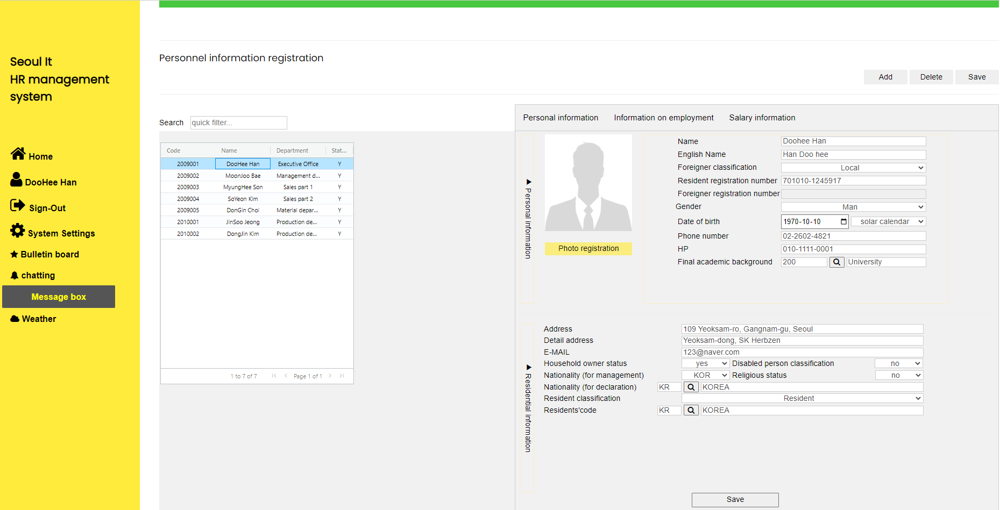 Seoul It
HR management
system
Home
DooHee Han
Sign-Out
System Settings
Bulletin board
chatting
Message box
Weather
Personnel information registration
Add Delete Save
Search quick filter...
Code Name Department Stat...
2009001 DooHee Han Executive Office Y
2009002 MoonJoo Bae Management d... Y
2009003 MyungHee Son Sales part 1 Y
2009004 SoYeon Kim Sales part 2 Y
2009005 DonGin Choi Material depar... Y
2010001 JinSoo Jeong Production de... Y
2010002 DongJin Kim Production de... Y
1 to 7 of 7 Page 1 of 1
Personal information Information on employment Salary information
Personal information
Photo registration
Name Doohee Han
English Name Han Doo hee
Foreigner classification Local
Resident registration number 701010-1245917
Foreigner registration number
Gender Man
Date of birth 1970-10-10 solar calendar
Phone number 02-2602-4821
HP 010-1111-0001
Final academic background 200 University
Residential information
Address 109 Yeoksam-ro, Gangnam-gu, Seoul
Detail address Yeoksam-dong, SK Herbzen
E-MAIL 123@naver.com
Household owner status yes Disabled person classification no
Nationality (for management) KOR Religious status no
Nationality (for declaration) KR KOREA
Resident classification Resident
Residents'code KR KOREA
Save